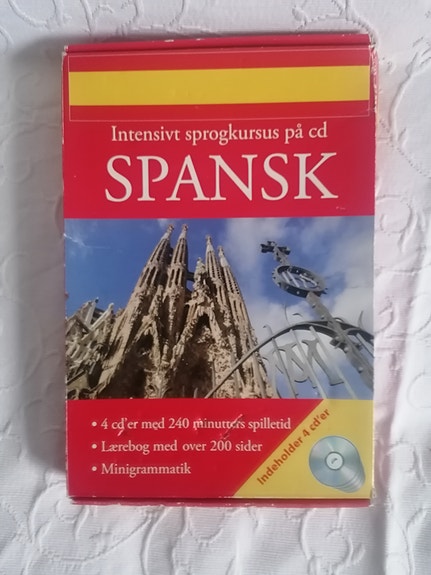 Intensivt sprogkursus på cd
SPANSK
• 4 cd'er med 240 minutters spilletid
• Lærebog med over 200 sider
• Minigrammatik
Indeholder 4 cd'er